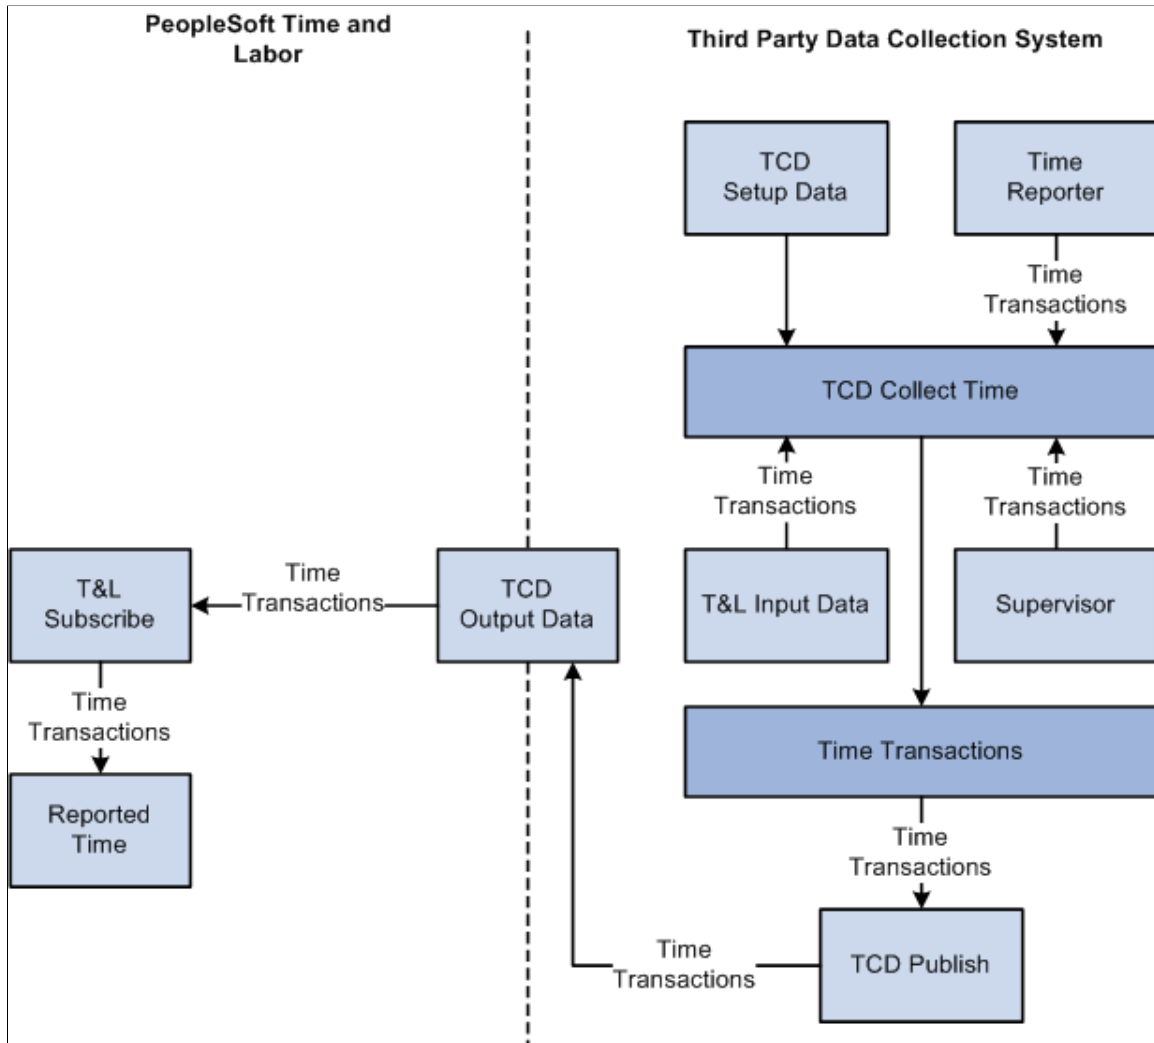 PeopleSoft Time and
Labor
Third Party Data Collection System
TCD
Setup Data
Time
Reporter
Time
Transactions
TCD Collect Time
Time
Transactions
Time
Transactions
T&L
Subscribe
Time
Transactions
TCD
Output Data
T&L Input Data
Supervisor
Time
Transactions
Time Transactions
Reported
Time
Time
Transactions
Time
Transactions
TCD Publish